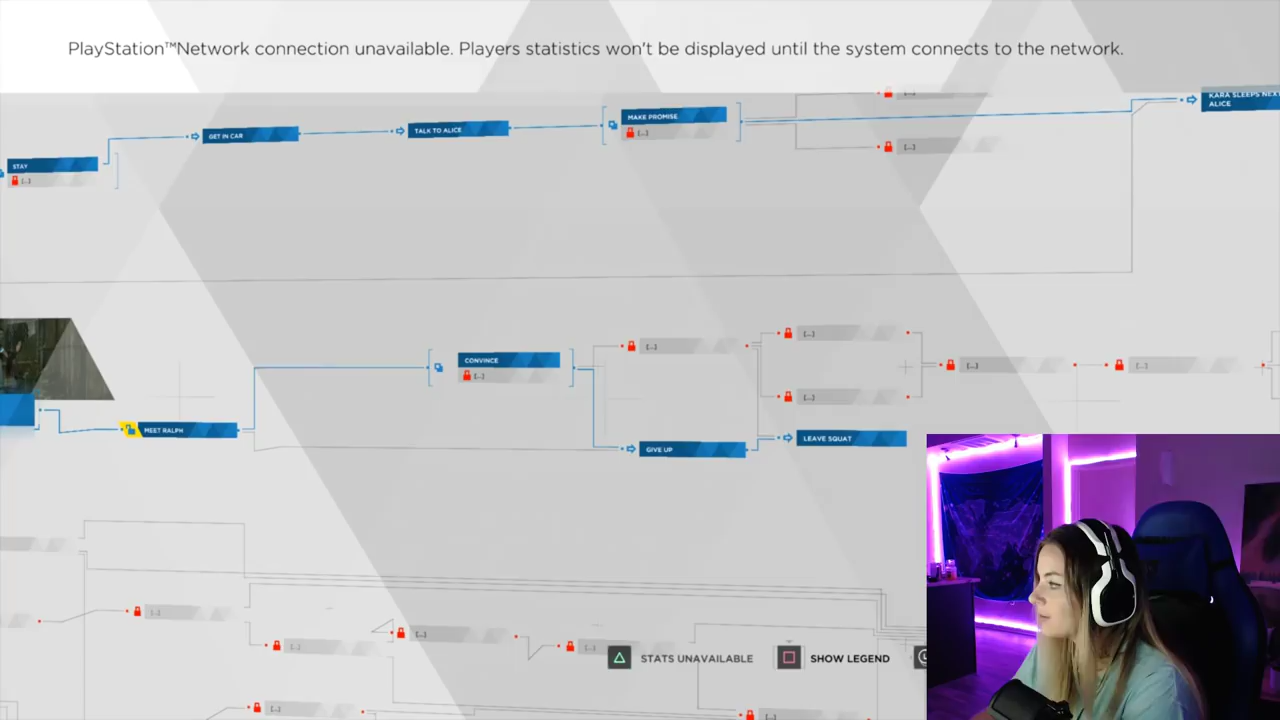 PlayStation™Network connection unavailable. Players statistics won't be displayed until the system connects to the network.
[...]
KARA SLEEPS NEXT
ALICE
MAKE PROMISE
[...]
TALK TO ALICE
GET IN CAR
[...]
STAY
[...]
[...]
[...]
CONVINCE
[...]
[...]
[...]
[...]
MEET RALPH
LEAVE SQUAT
GIVE UP
[...]
[...]
[...]
[...]
STATS UNAVAILABLE
SHOW LEGEND
[...]
[...]